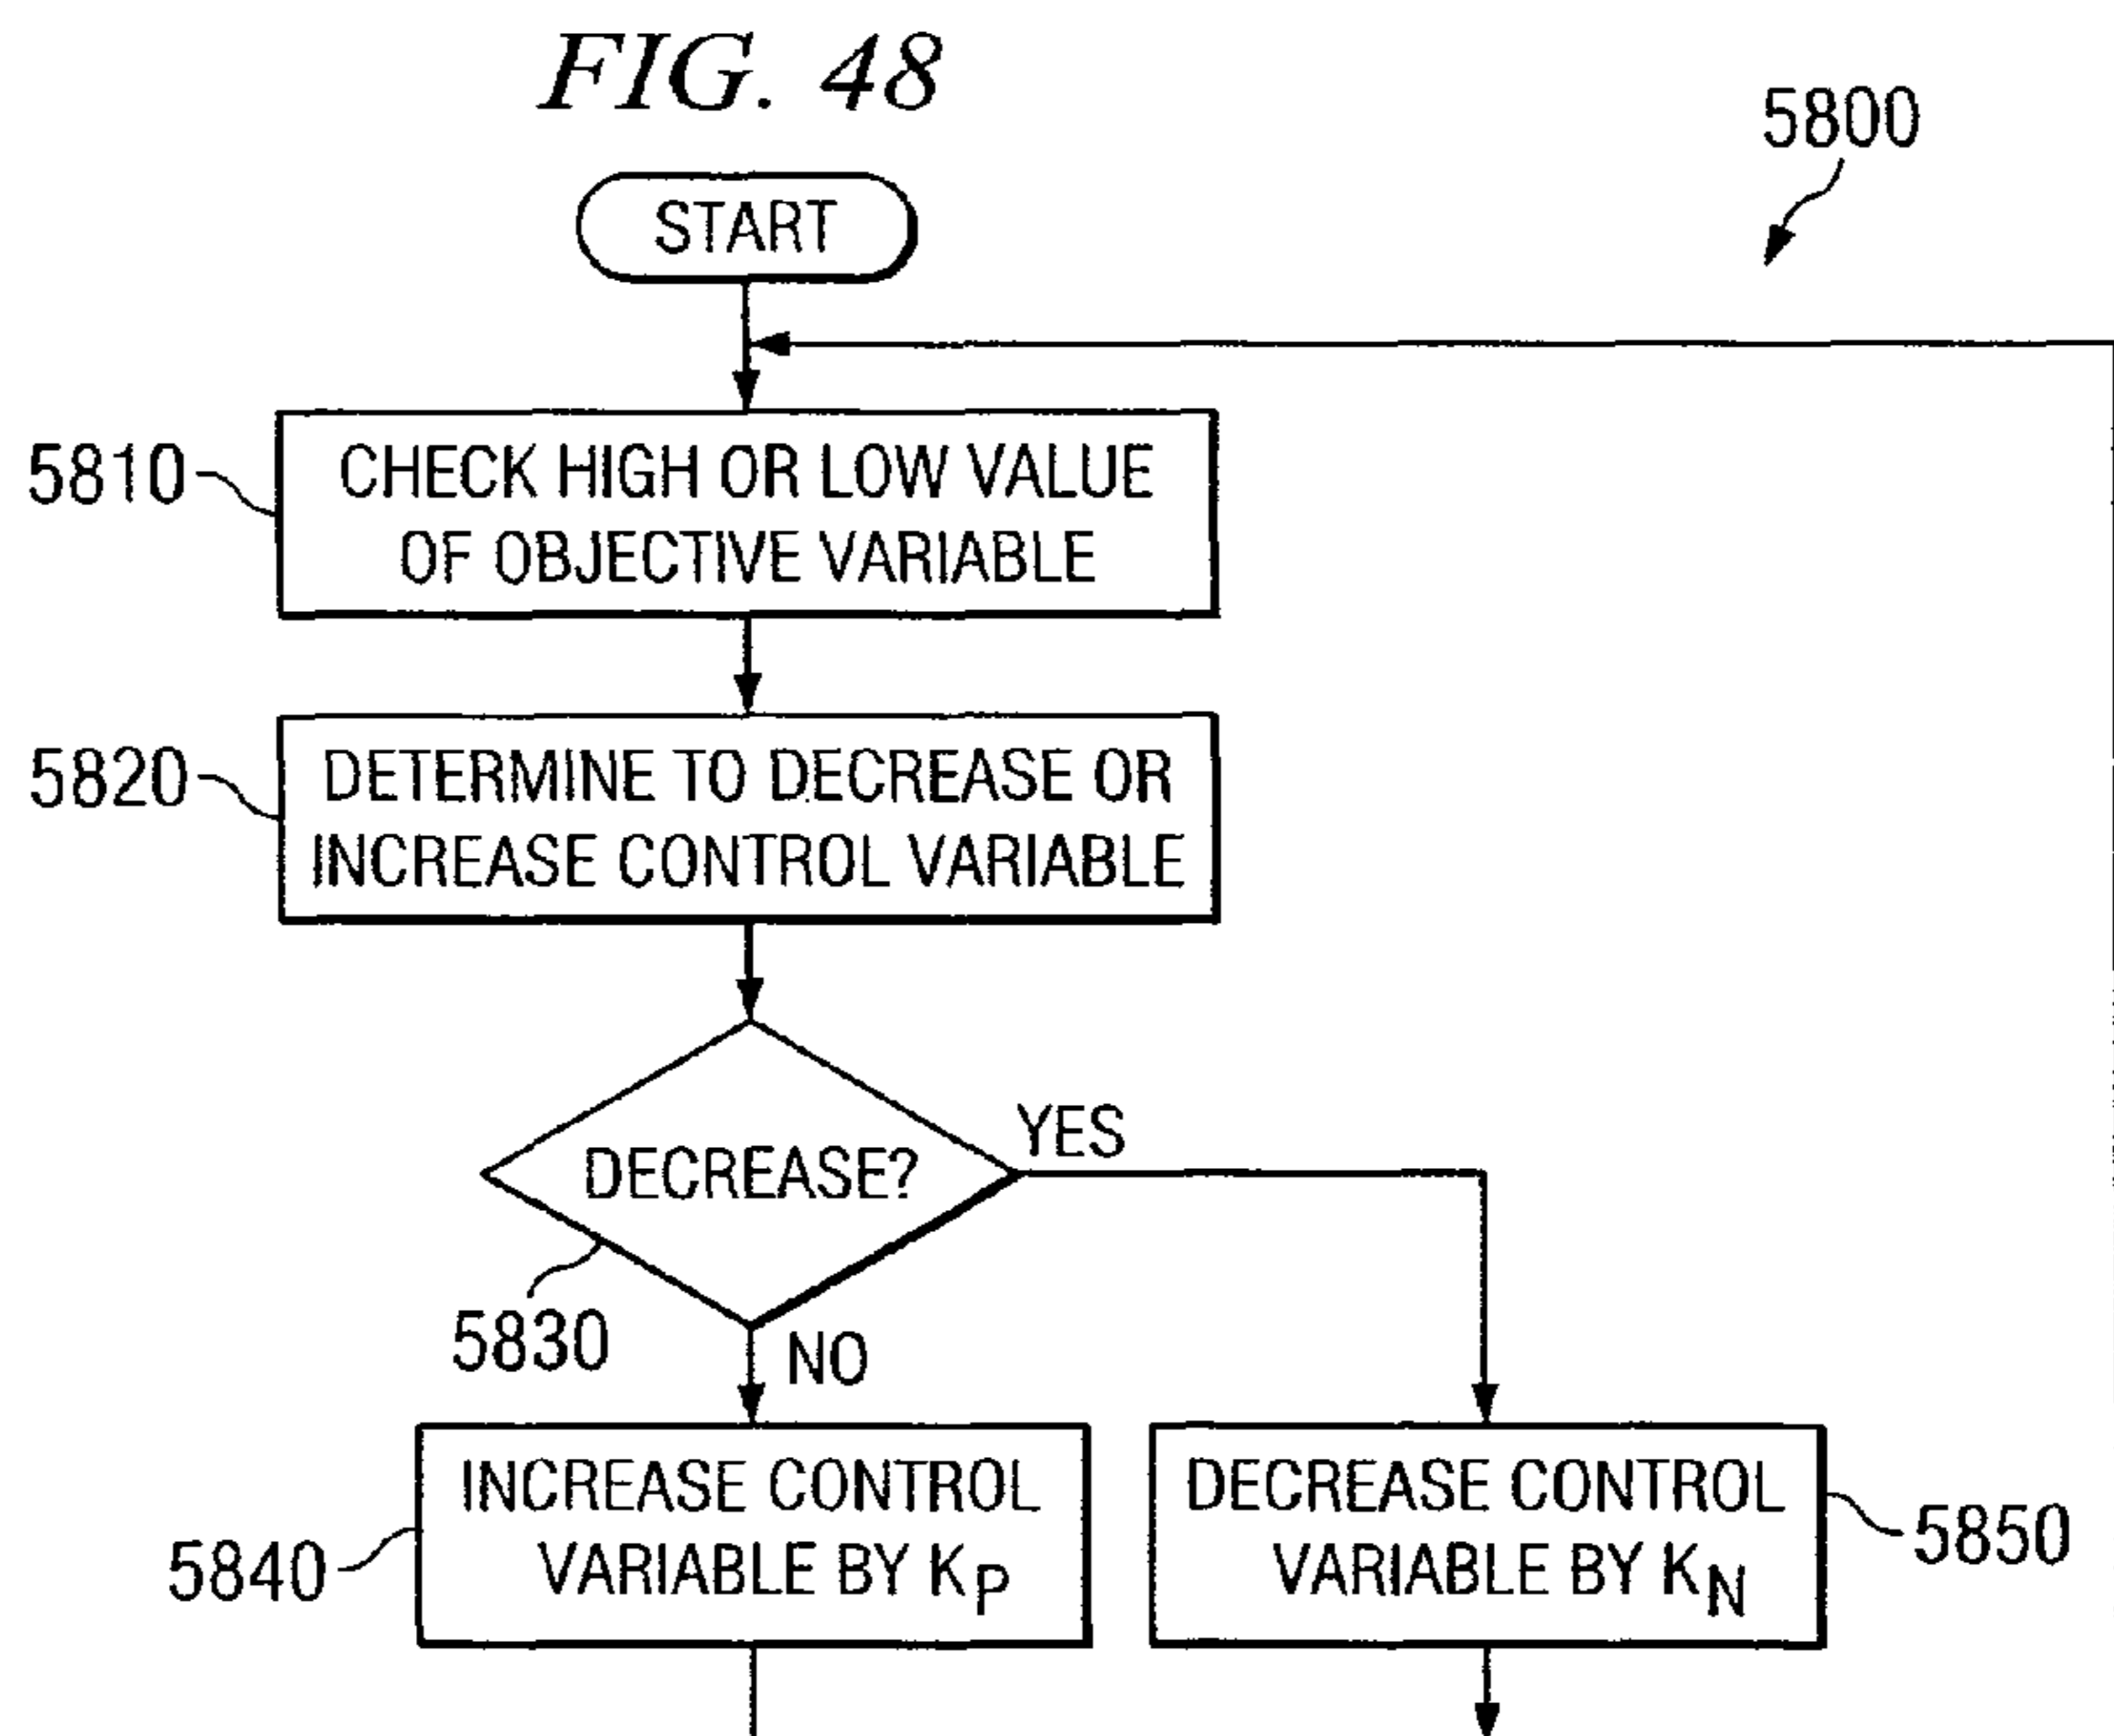 FIG. 48
5800
START
5810
CHECK HIGH OR LOW VALUE
OF OBJECTIVE VARIABLE
5820
DETERMINE TO DECREASE OR
INCREASE CONTROL VARIABLE
DECREASE?
YES
5830
NO
INCREASE CONTROL
VARIABLE BY KP
5840
DECREASE CONTROL
VARIABLE BY KN
5850